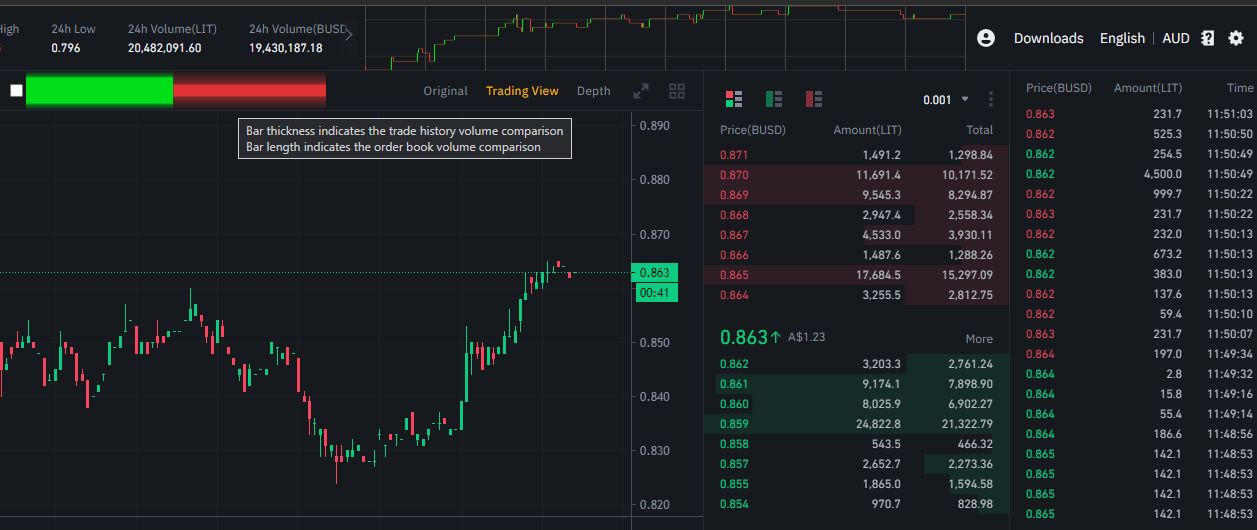 High 24h Low 24h Volume(LIT) 24h Volume(BUSD
0.796 20,482,091.60 19,430,187.18
Downloads English AUD
Original Trading View Depth
Bar thickness indicates the trade history volume comparison
Bar length indicates the order book volume comparison
0.890
0.880
0.870
0.863
00:41
0.850
0.840
0.830
0.820
0.001
Price(BUSD) Amount(LIT) Total
0.871 1,491.2 1,298.84
0.870 11,691.4 10,171.52
0.869 9,545.3 8,294.87
0.868 2,947.4 2,558.34
0.867 4,533.0 3,930.11
0.866 1,487.6 1,288.26
0.865 17,684.5 15,297.09
0.864 3,255.5 2,812.75
0.863↑ A$1.23 More
0.862 3,203.3 2,761.24
0.861 9,174.1 7,898.90
0.860 8,025.9 6,902.27
0.859 24,822.8 21,322.79
0.858 543.5 466.32
0.857 2,652.7 2,273.36
0.855 1,865.0 1,594.58
0.854 970.7 828.98
Price(BUSD) Amount(LIT) Time
0.863 231.7 11:51:03
0.862 525.3 11:50:50
0.862 254.5 11:50:49
0.862 4,500.0 11:50:49
0.862 999.7 11:50:22
0.863 231.7 11:50:22
0.862 232.0 11:50:13
0.862 673.2 11:50:13
0.862 383.0 11:50:13
0.862 137.6 11:50:13
0.862 59.4 11:50:10
0.863 231.7 11:50:07
0.864 197.0 11:49:34
0.864 2.8 11:49:32
0.864 15.8 11:49:16
0.864 55.4 11:49:14
0.864 186.6 11:48:56
0.865 142.1 11:48:53
0.865 142.1 11:48:53
0.865 142.1 11:48:53
0.865 142.1 11:48:53